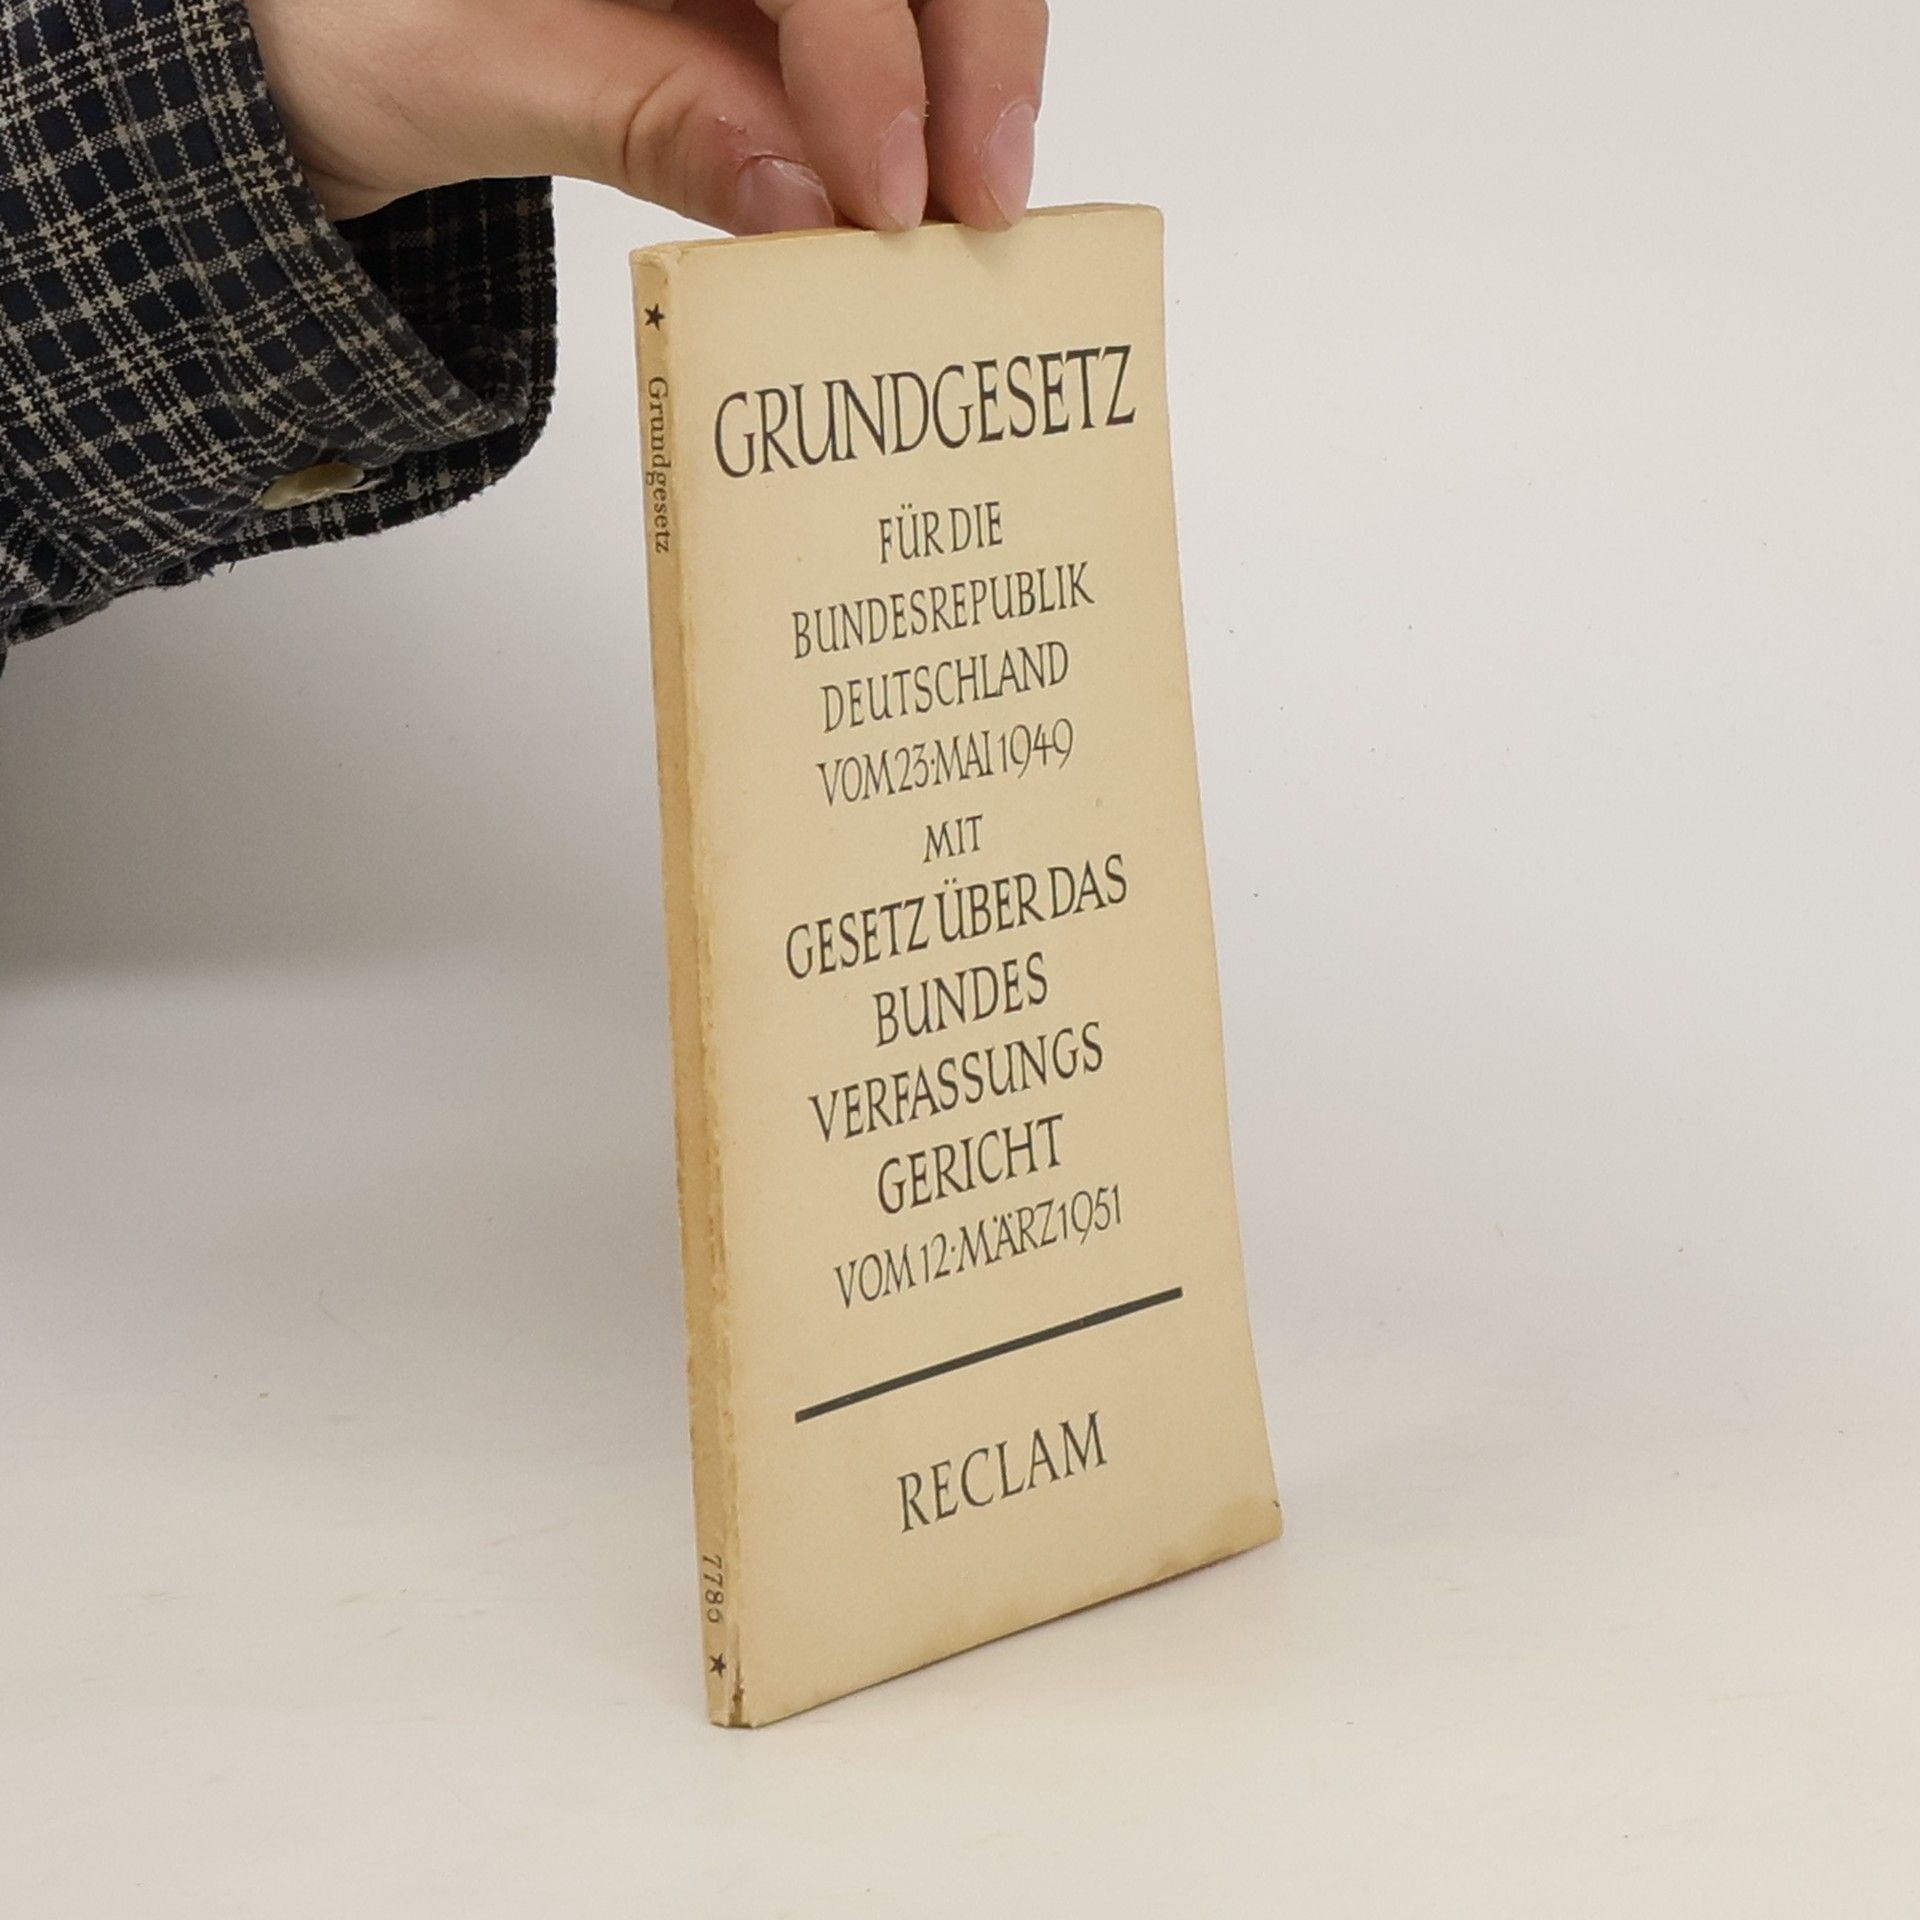 ★ Grundgesetz 7786 ★
GRUNDGESETZ
FÜR DIE
BUNDESREPUBLIK
DEUTSCHLAND
VOM 23·MAI 1949
MIT
GESETZ ÜBER DAS
BUNDES
VERFASSUNGS
GERICHT
VOM 12·MÄRZ 1951
RECLAM